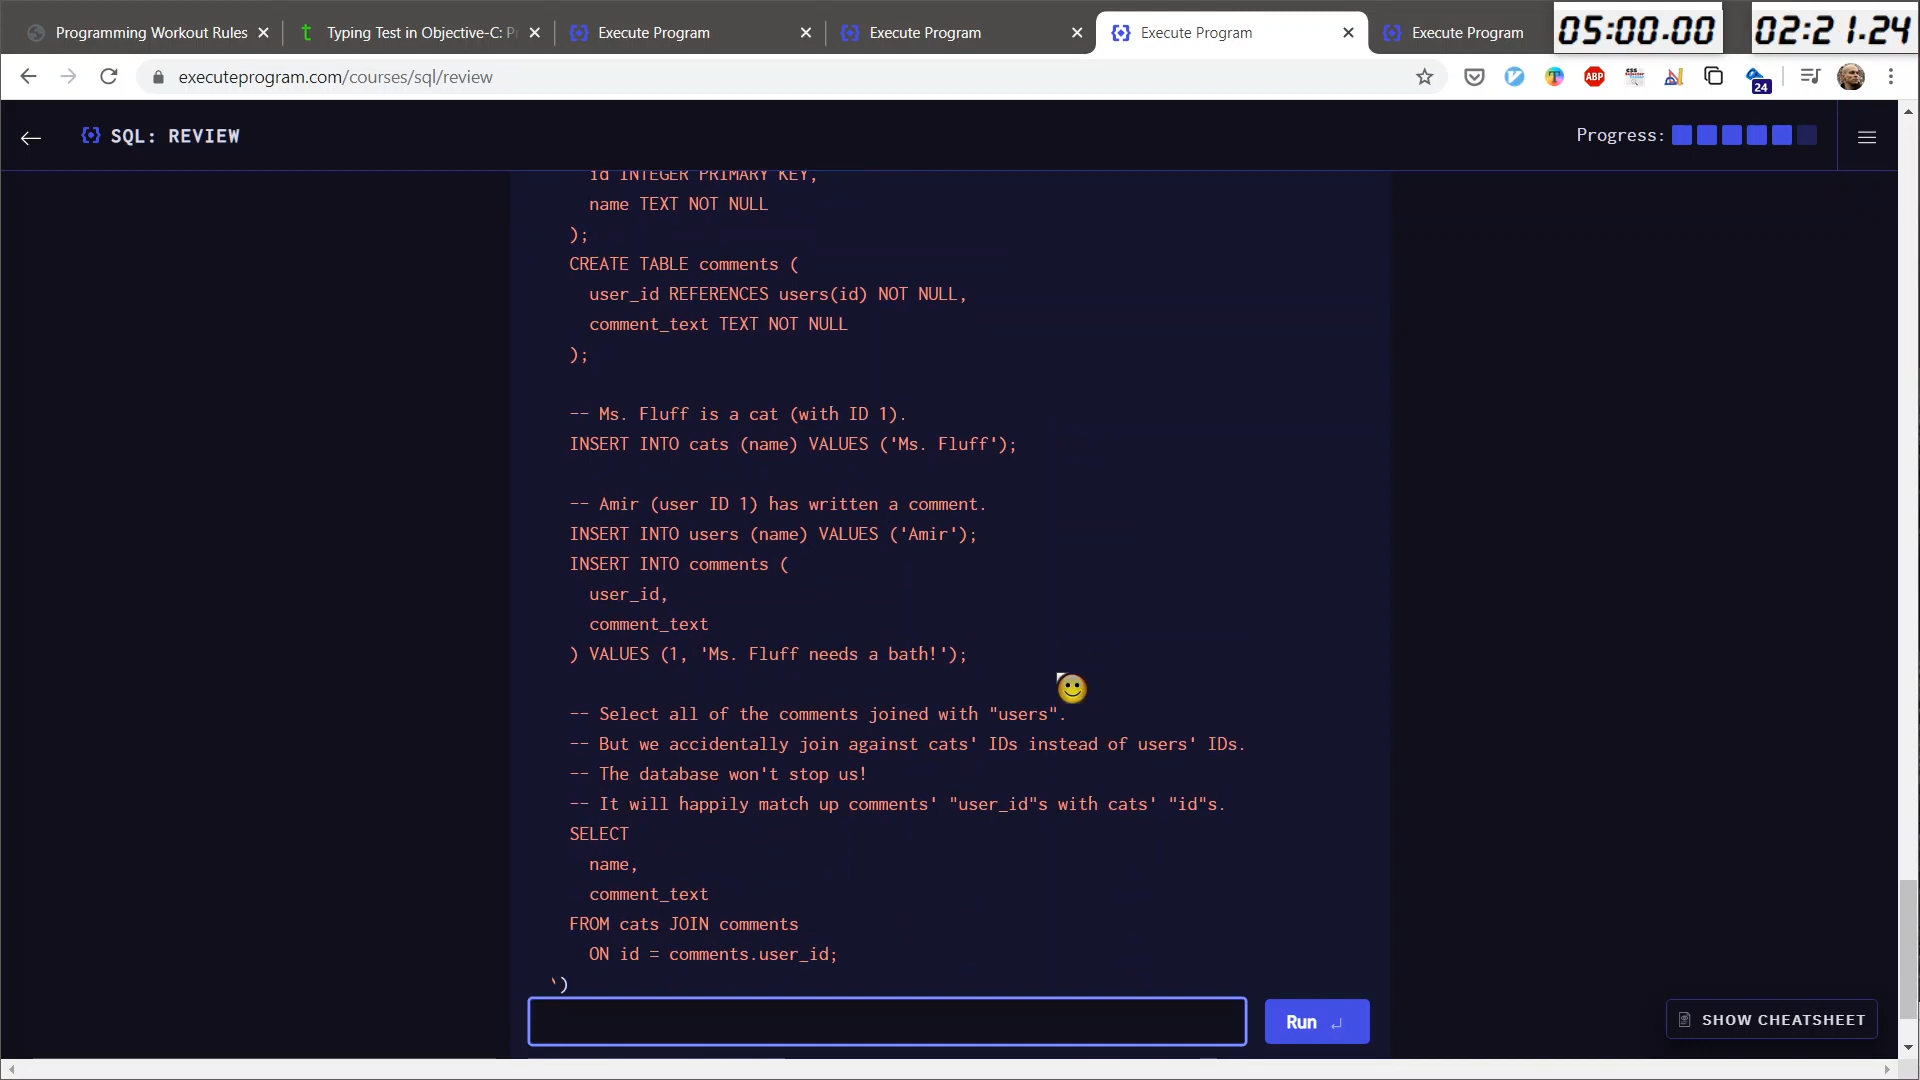 Programming Workout Rules
Typing Test in Objective-C: P
Execute Program
Execute Program
Execute Program
Execute Program
05:00.00
02:21.24
executeprogram.com/courses/sql/review
ABP
24
SQL: REVIEW
Progress:
id INTEGER PRIMARY KEY,
name TEXT NOT NULL
);
CREATE TABLE comments (
user_id REFERENCES users(id) NOT NULL,
comment_text TEXT NOT NULL
);
-- Ms. Fluff is a cat (with ID 1).
INSERT INTO cats (name) VALUES ('Ms. Fluff');
-- Amir (user ID 1) has written a comment.
INSERT INTO users (name) VALUES ('Amir');
INSERT INTO comments (
user_id,
comment_text
) VALUES (1, 'Ms. Fluff needs a bath!');
-- Select all of the comments joined with "users".
-- But we accidentally join against cats' IDs instead of users' IDs.
-- The database won't stop us!
-- It will happily match up comments' "user_id"s with cats' "id"s.
SELECT
name,
comment_text
FROM cats JOIN comments
ON id = comments.user_id;
`)
Run
SHOW CHEATSHEET